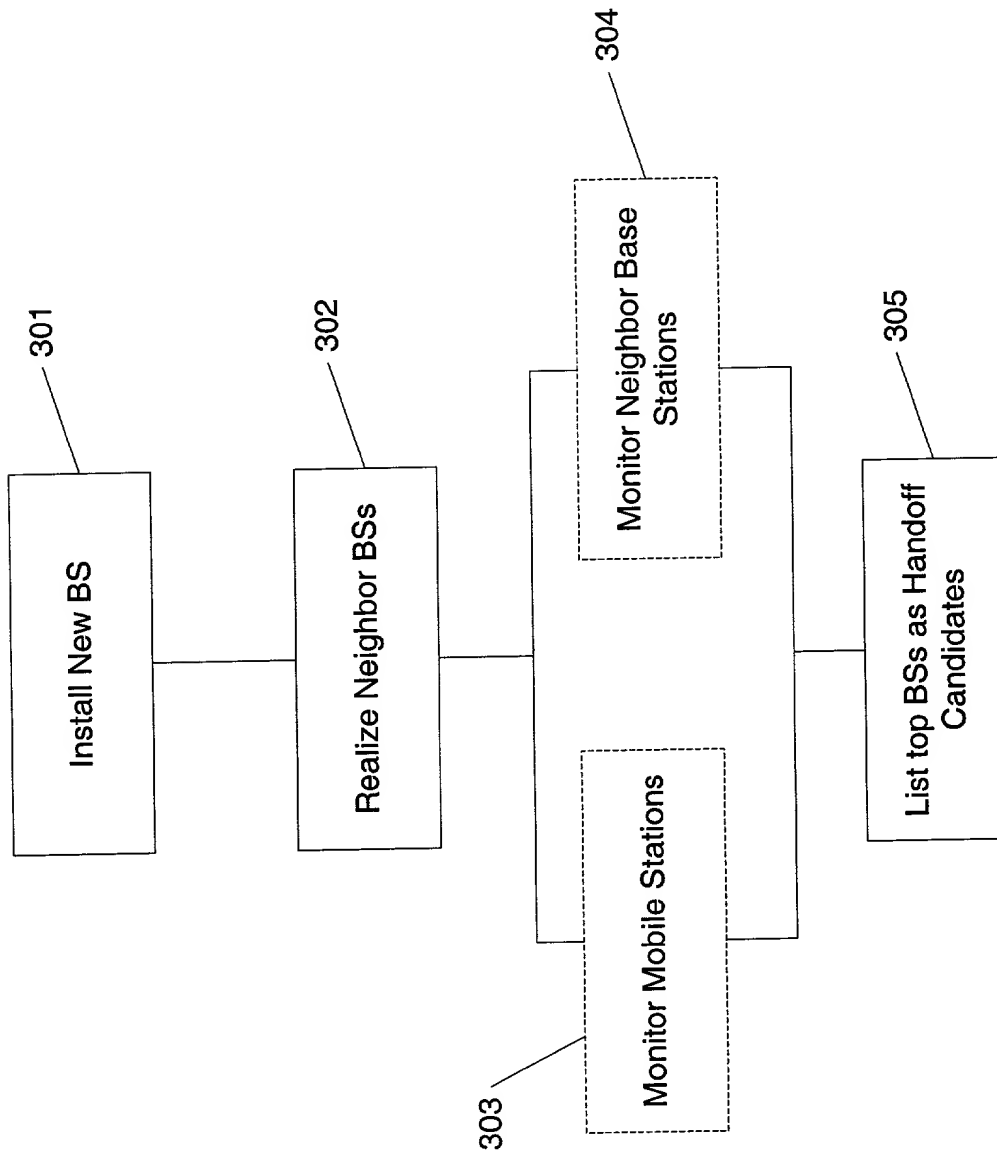 301
Install New BS
302
Realize Neighbor BSs
303
Monitor Mobile Stations
304
Monitor Neighbor Base
Stations
305
List top BSs as Handoff
Candidates